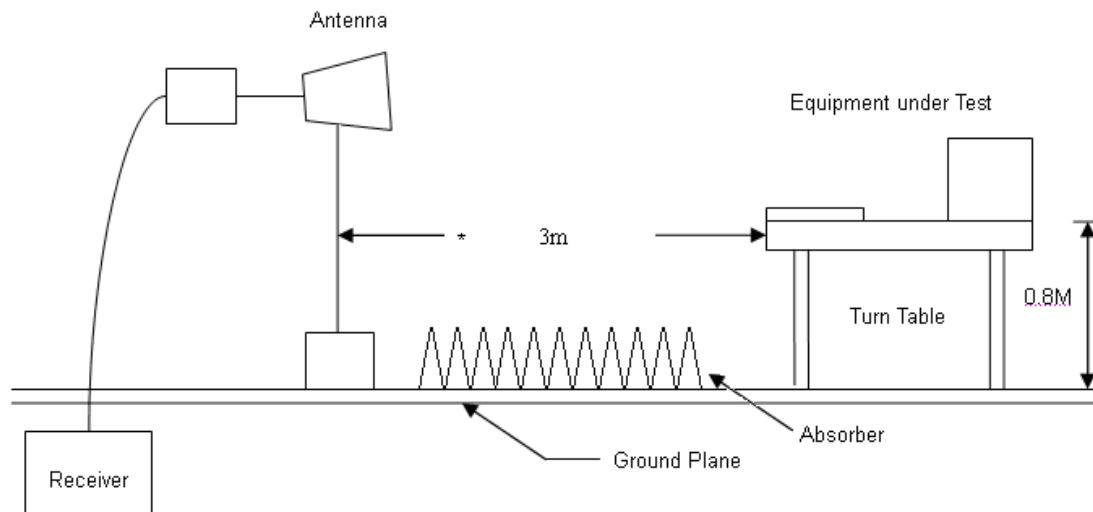 Antenna
Equipment under Test
* 3m
0.8M
Turn Table
Absorber
Ground Plane
Receiver